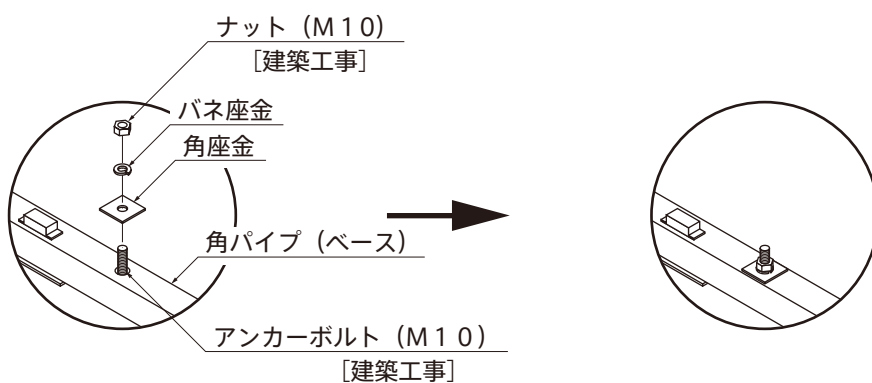 ナット（M１０）
［建築工事］
バネ座金
角座金
角パイプ（ベース）
アンカーボルト（M１０）
［建築工事］